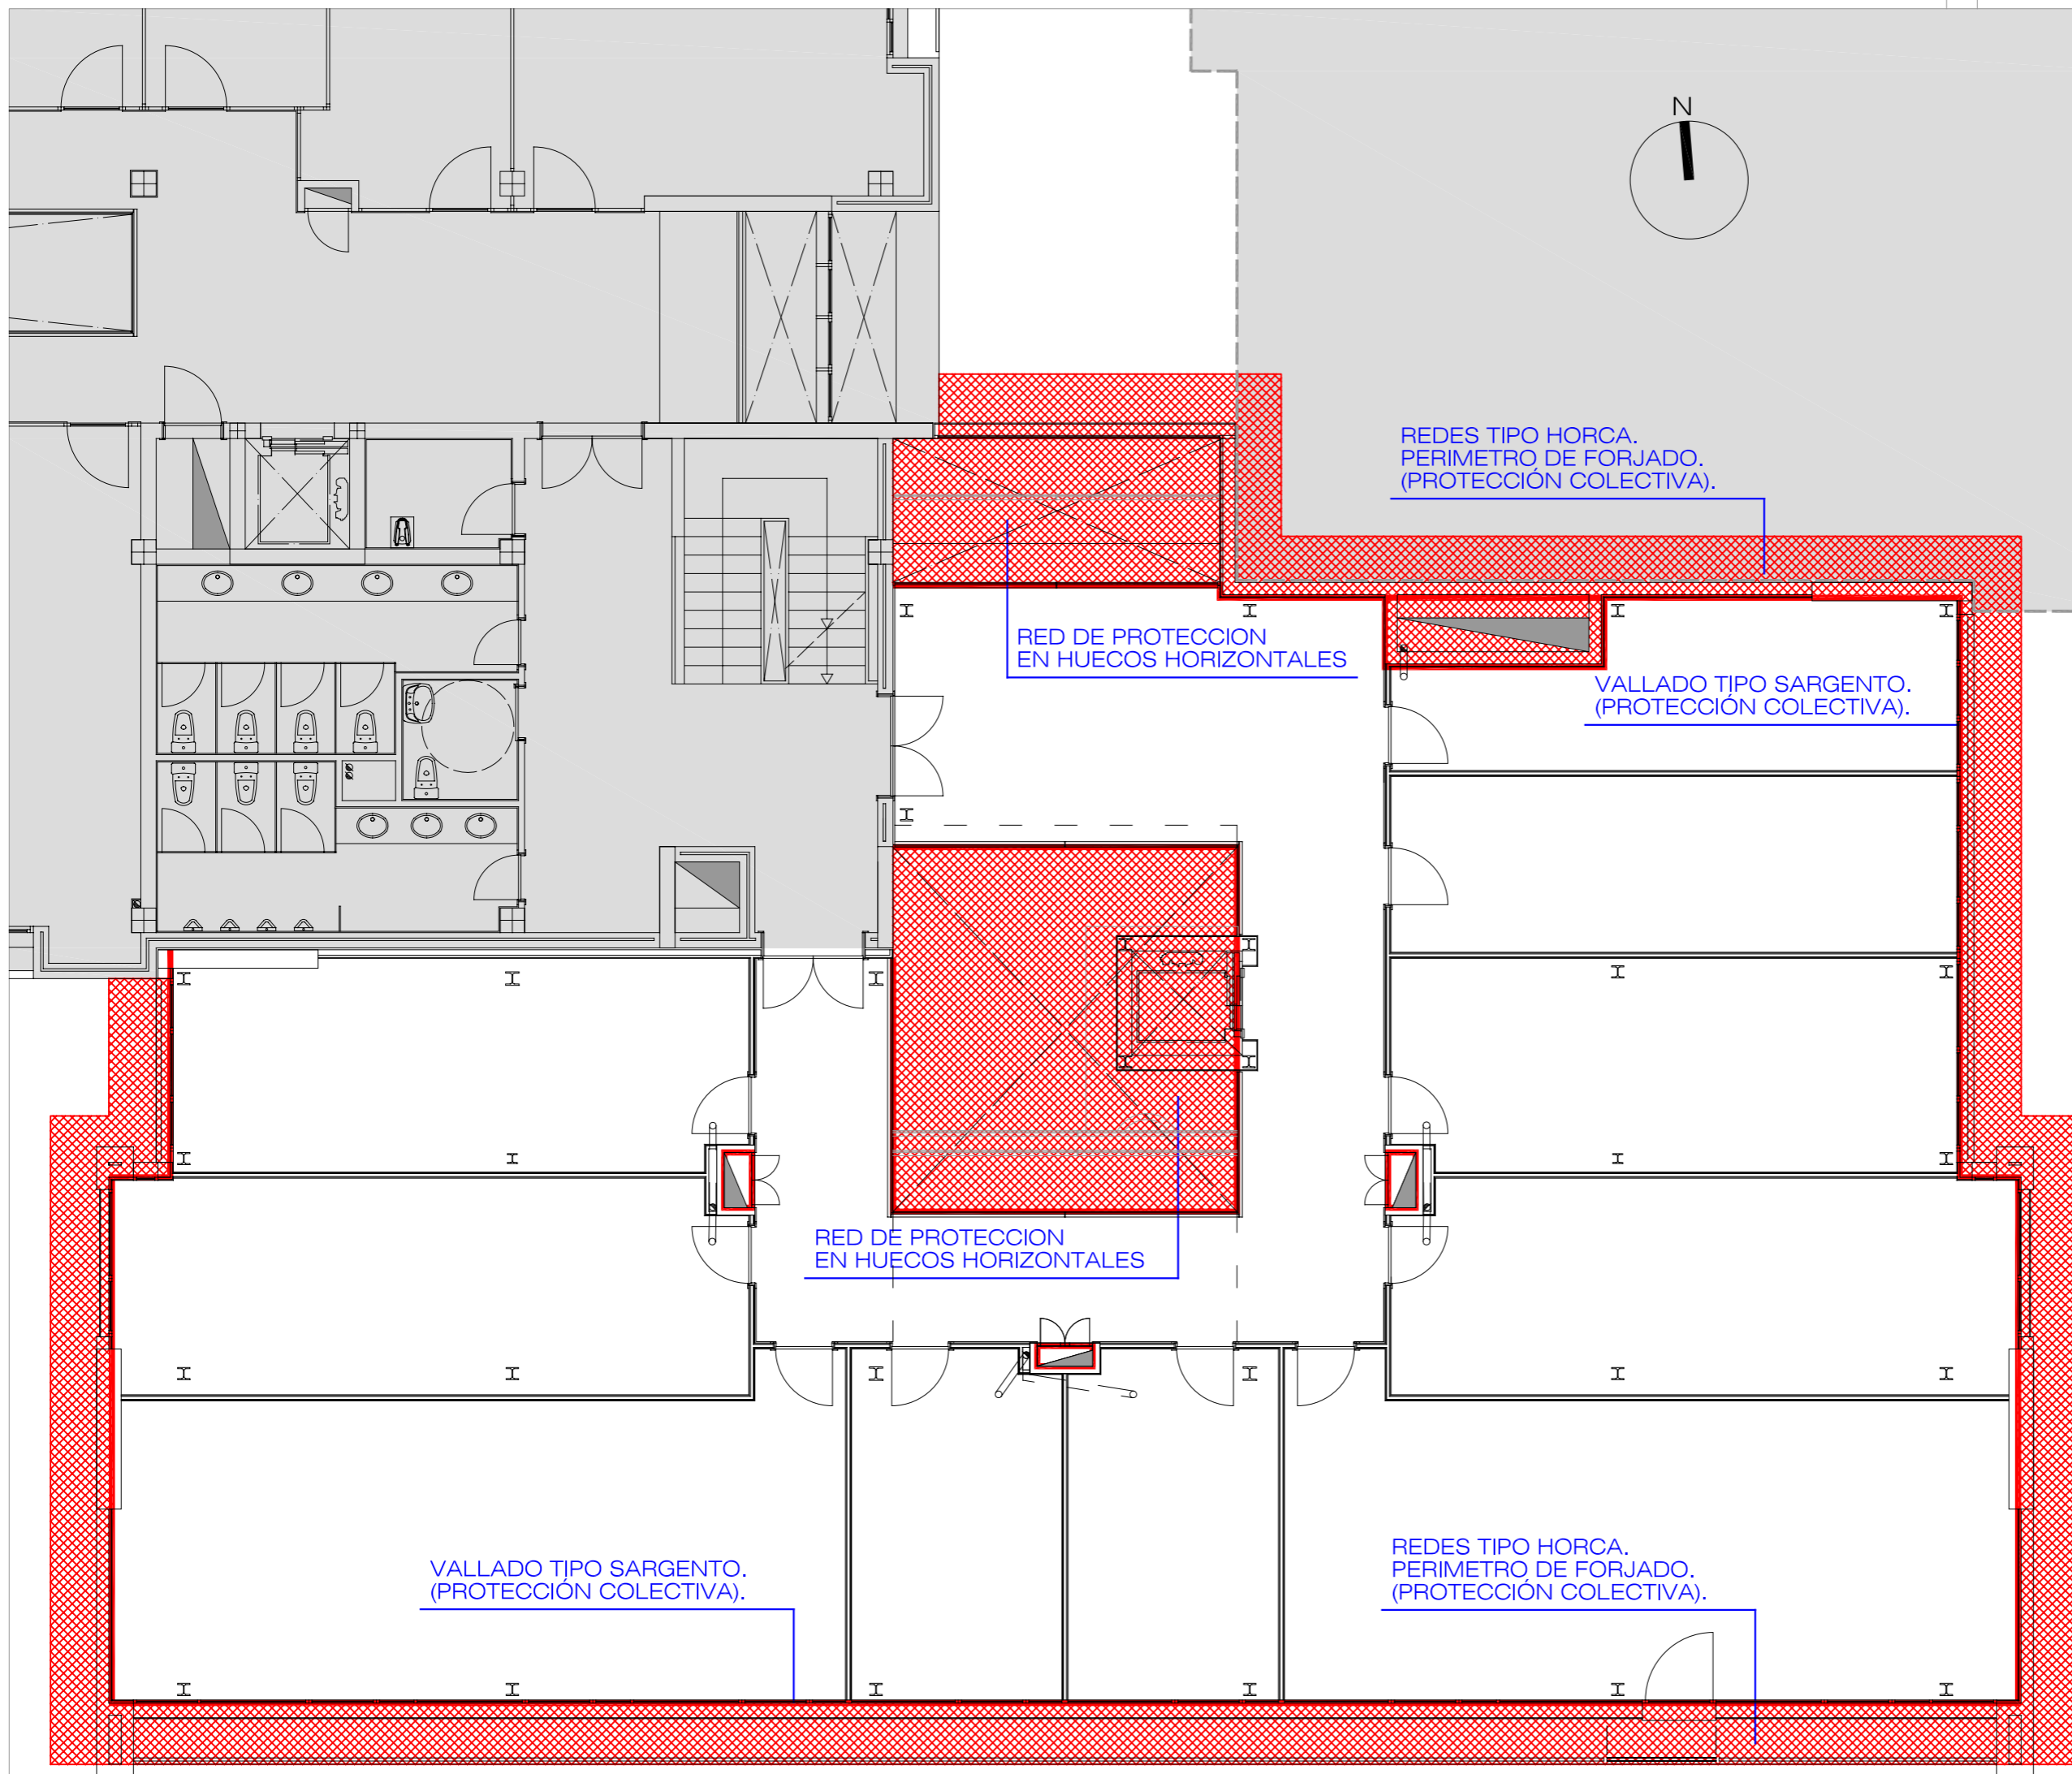 N
REDES TIPO HORCA.
PERIMETRO DE FORJADO.
(PROTECCIÓN COLECTIVA).
RED DE PROTECCION
EN HUECOS HORIZONTALES
VALLADO TIPO SARGENTO.
(PROTECCIÓN COLECTIVA).
RED DE PROTECCION
EN HUECOS HORIZONTALES
VALLADO TIPO SARGENTO.
(PROTECCIÓN COLECTIVA).
REDES TIPO HORCA.
PERIMETRO DE FORJADO.
(PROTECCIÓN COLECTIVA).